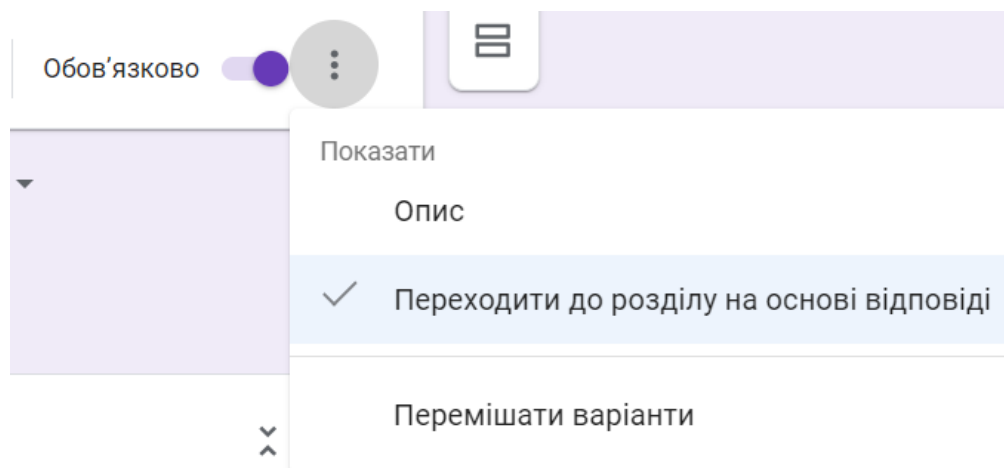 Обов’язково
Показати
Опис
Переходити до розділу на основі відповіді
Перемішати варіанти